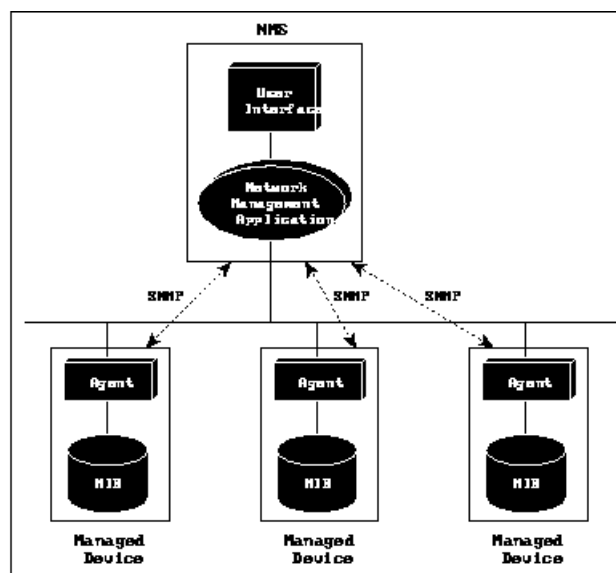 NMS
User
Interface
Network
Management
Application
SNMP SNMP SNMP
Agent Agent Agent
MIB MIB MIB
Managed Managed Managed
Device Device Device